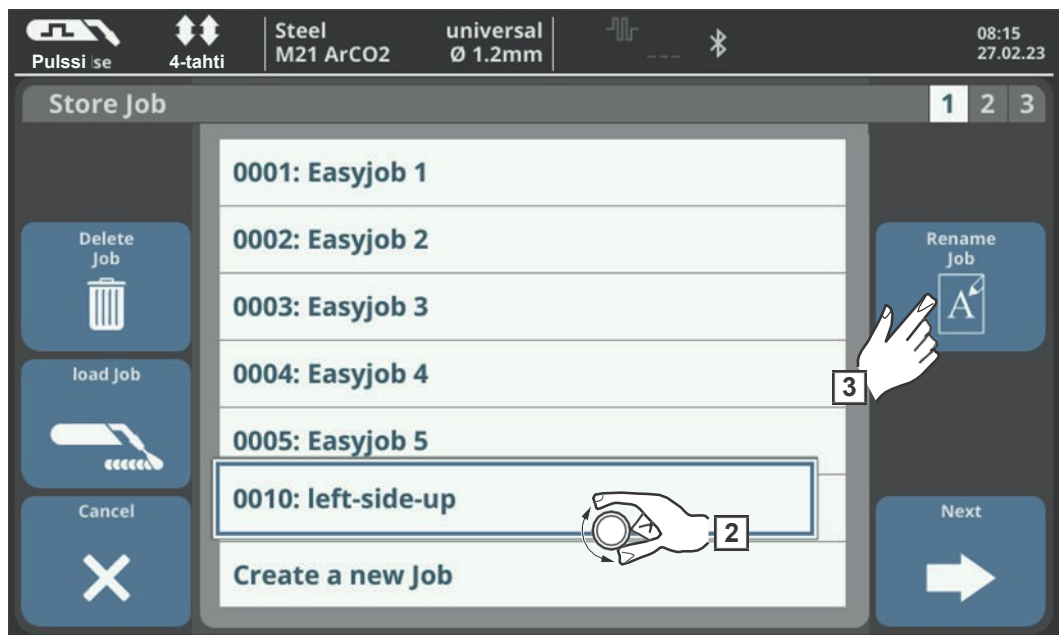 Pulssi lse
4-tahti
Steel
M21 ArCO2
universal
Ø 1.2mm
---
08:15
27.02.23
Store Job
1 2 3
0001: Easyjob 1
0002: Easyjob 2
0003: Easyjob 3
0004: Easyjob 4
0005: Easyjob 5
0010: left-side-up
Create a new Job
Delete
Job
load Job
Cancel
Rename
Job
A
3
2
Next